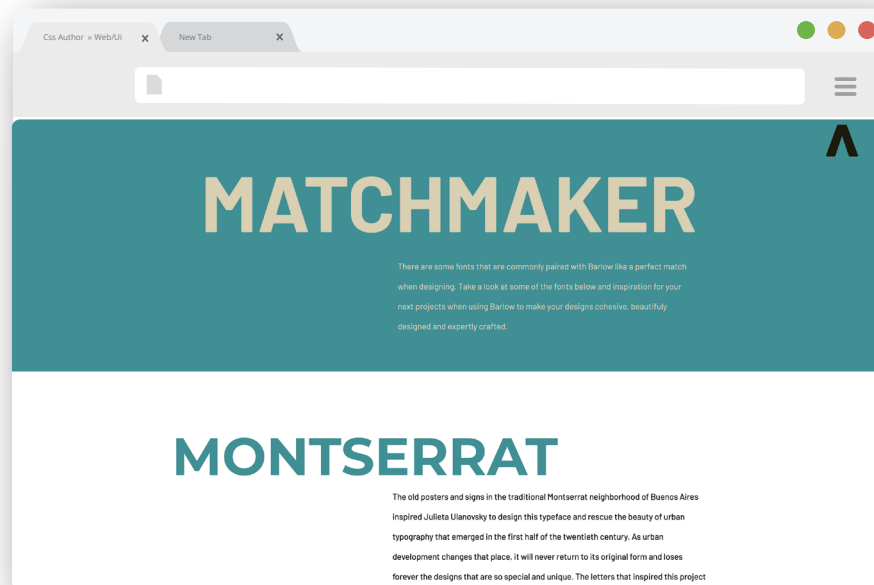 Css Author » Web/Ui x
New Tab x
MATCHMAKER
There are some fonts that are commonly paired with Barlow like a perfect match
when designing. Take a look at some of the fonts below and inspiration for your
next projects when using Barlow to make your designs cohesive, beautifuly
designed and expertly crafted.
MONTSERRAT
The old posters and signs in the traditional Montserrat neighborhood of Buenos Aires
inspired Julieta Ulanovsky to design this typeface and rescue the beauty of urban
typography that emerged in the first half of the twentieth century. As urban
development changes that place, it will never return to its original form and loses
forever the designs that are so special and unique. The letters that inspired this project